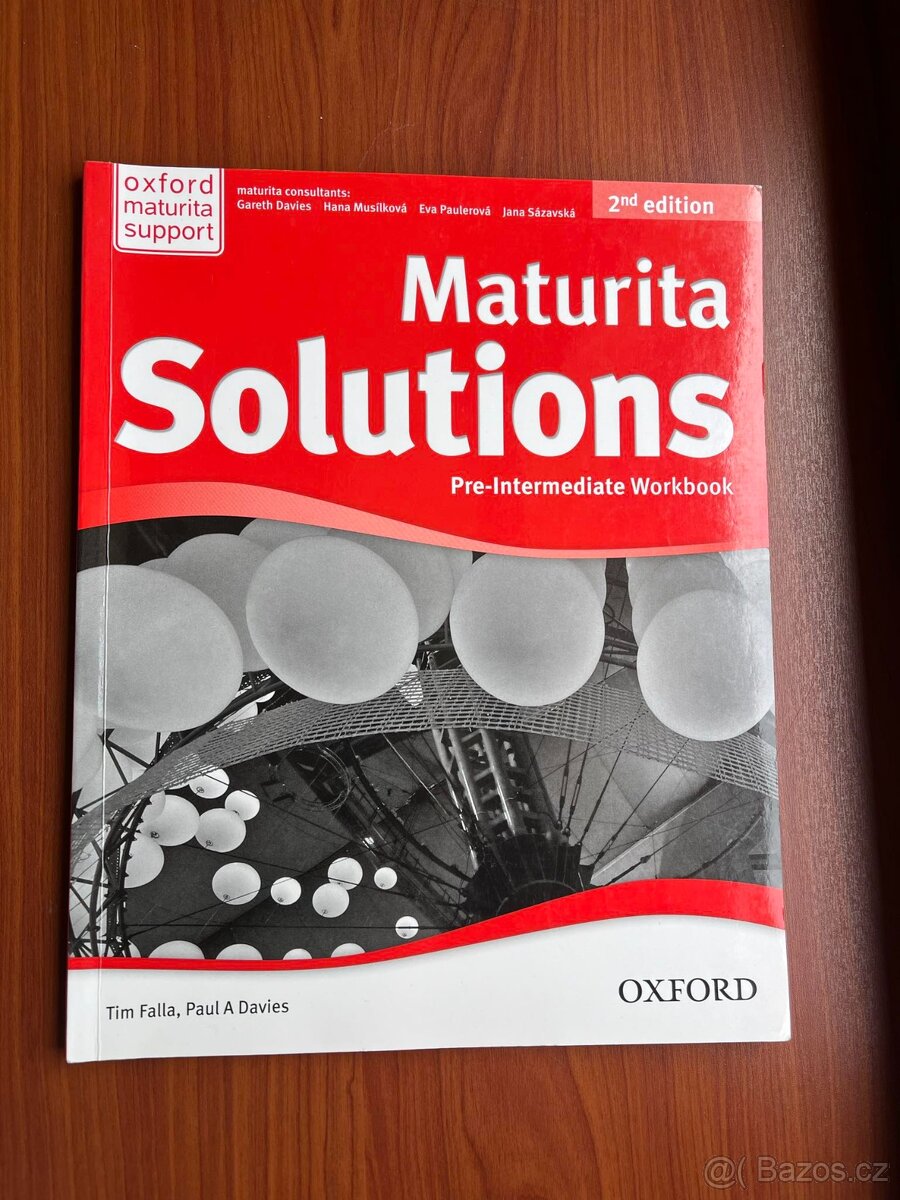 oxford
maturita
support
maturita consultants:
Gareth Davies Hana Musílková Eva Paulerová Jana Sázavská
2nd edition
Maturita
Solutions
Pre-Intermediate Workbook
Tim Falla, Paul A Davies
OXFORD
@( Bazos.cz